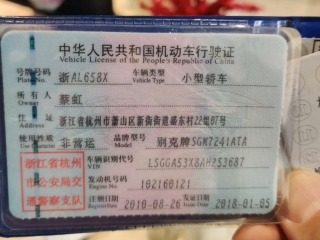 中华人民共和国机动车行驶证
Vehicle License of the People's Republic of China
号牌号码 浙AL658X 车辆类型 小型轿车
Plate No. Vehicle Type
所有人 蔡虹
Owner
住址 浙江省杭州市萧山区新街街道盛东村22组87号
Address
使用性质 非营运 品牌型号 别克牌SGM7241ATA
Use Character Model
浙江省杭州 车辆识别代号 LSGGA53X8AH253687
VIN
市公安局交 发动机号码 102160121
Engine No.
通警察支队 注册日期 2010-08-26 发证日期 2018-01-05
Register Date Issue Date